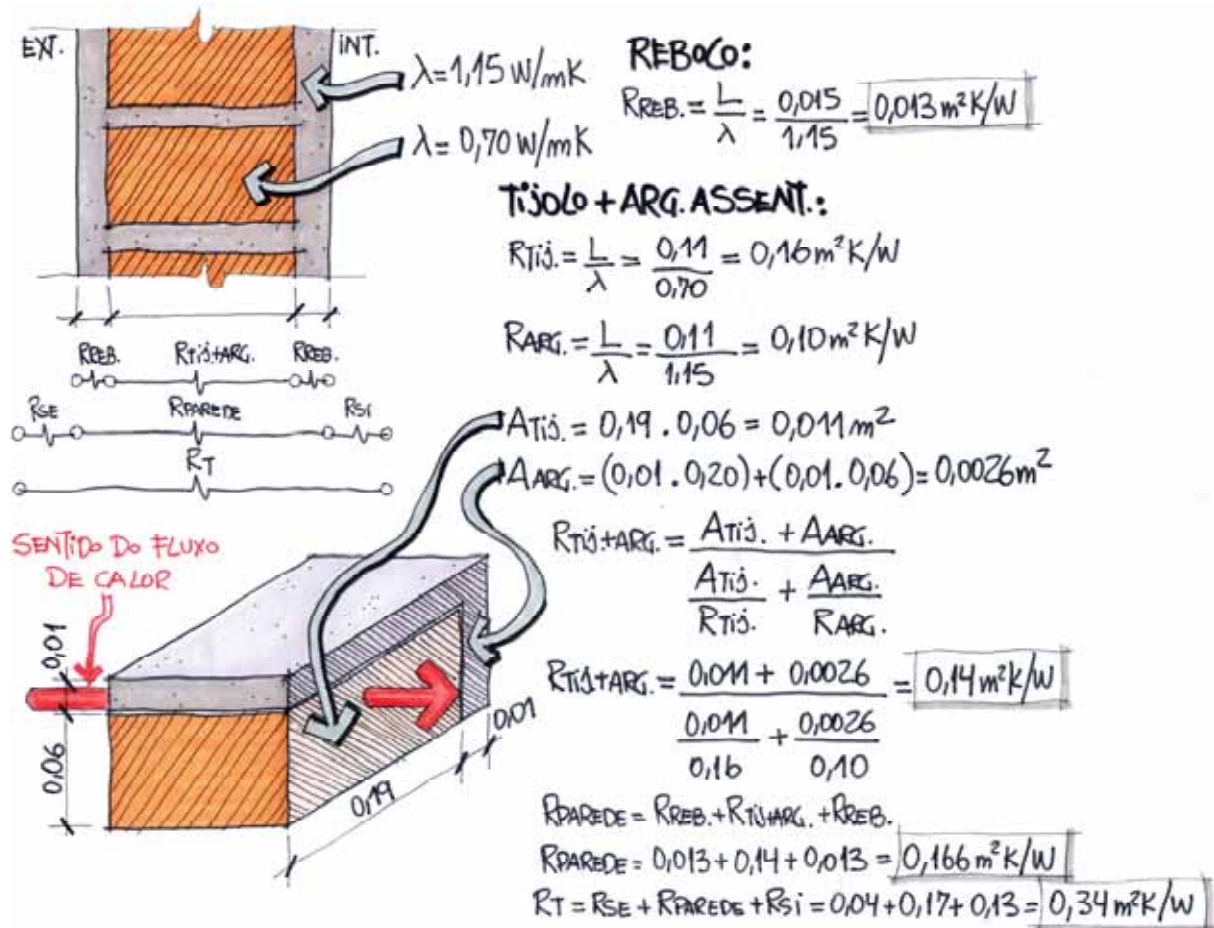 EXT.
INT.
λ=1,15 W/mK
λ= 0,70 W/mK
REBOCO:
RREB. = L/λ = 0,015/1,15 = 0,013 m²K/W
TIJOLO + ARG. ASSENT.:
RTIJ. = L/λ = 0,11/0,70 = 0,16 m²K/W
RARG. = L/λ = 0,11/1,15 = 0,10 m²K/W
RREB. RTIJ+ARG. RREB.
RSE RPAREDE RSI
RT
ATIJ. = 0,19 . 0,06 = 0,011 m²
AARG. = (0,01 . 0,20)+(0,01 . 0,06) = 0,0026 m²
RTIJ+ARG. = ATIJ. + AARG. / ATIJ./RTIJ. + AARG./RARG.
RTIJ+ARG. = 0,011 + 0,0026 / 0,011/0,16 + 0,0026/0,10 = 0,14 m²K/W
RPAREDE = RREB. + RTIJ+ARG. + RREB.
RPAREDE = 0,013 + 0,14 + 0,013 = 0,166 m²K/W
RT = RSE + RPAREDE + RSI = 0,04 + 0,17 + 0,13 = 0,34 m²K/W
SENTIDO DO FLUXO
DE CALOR
0,01
0,06
0,19
0,01